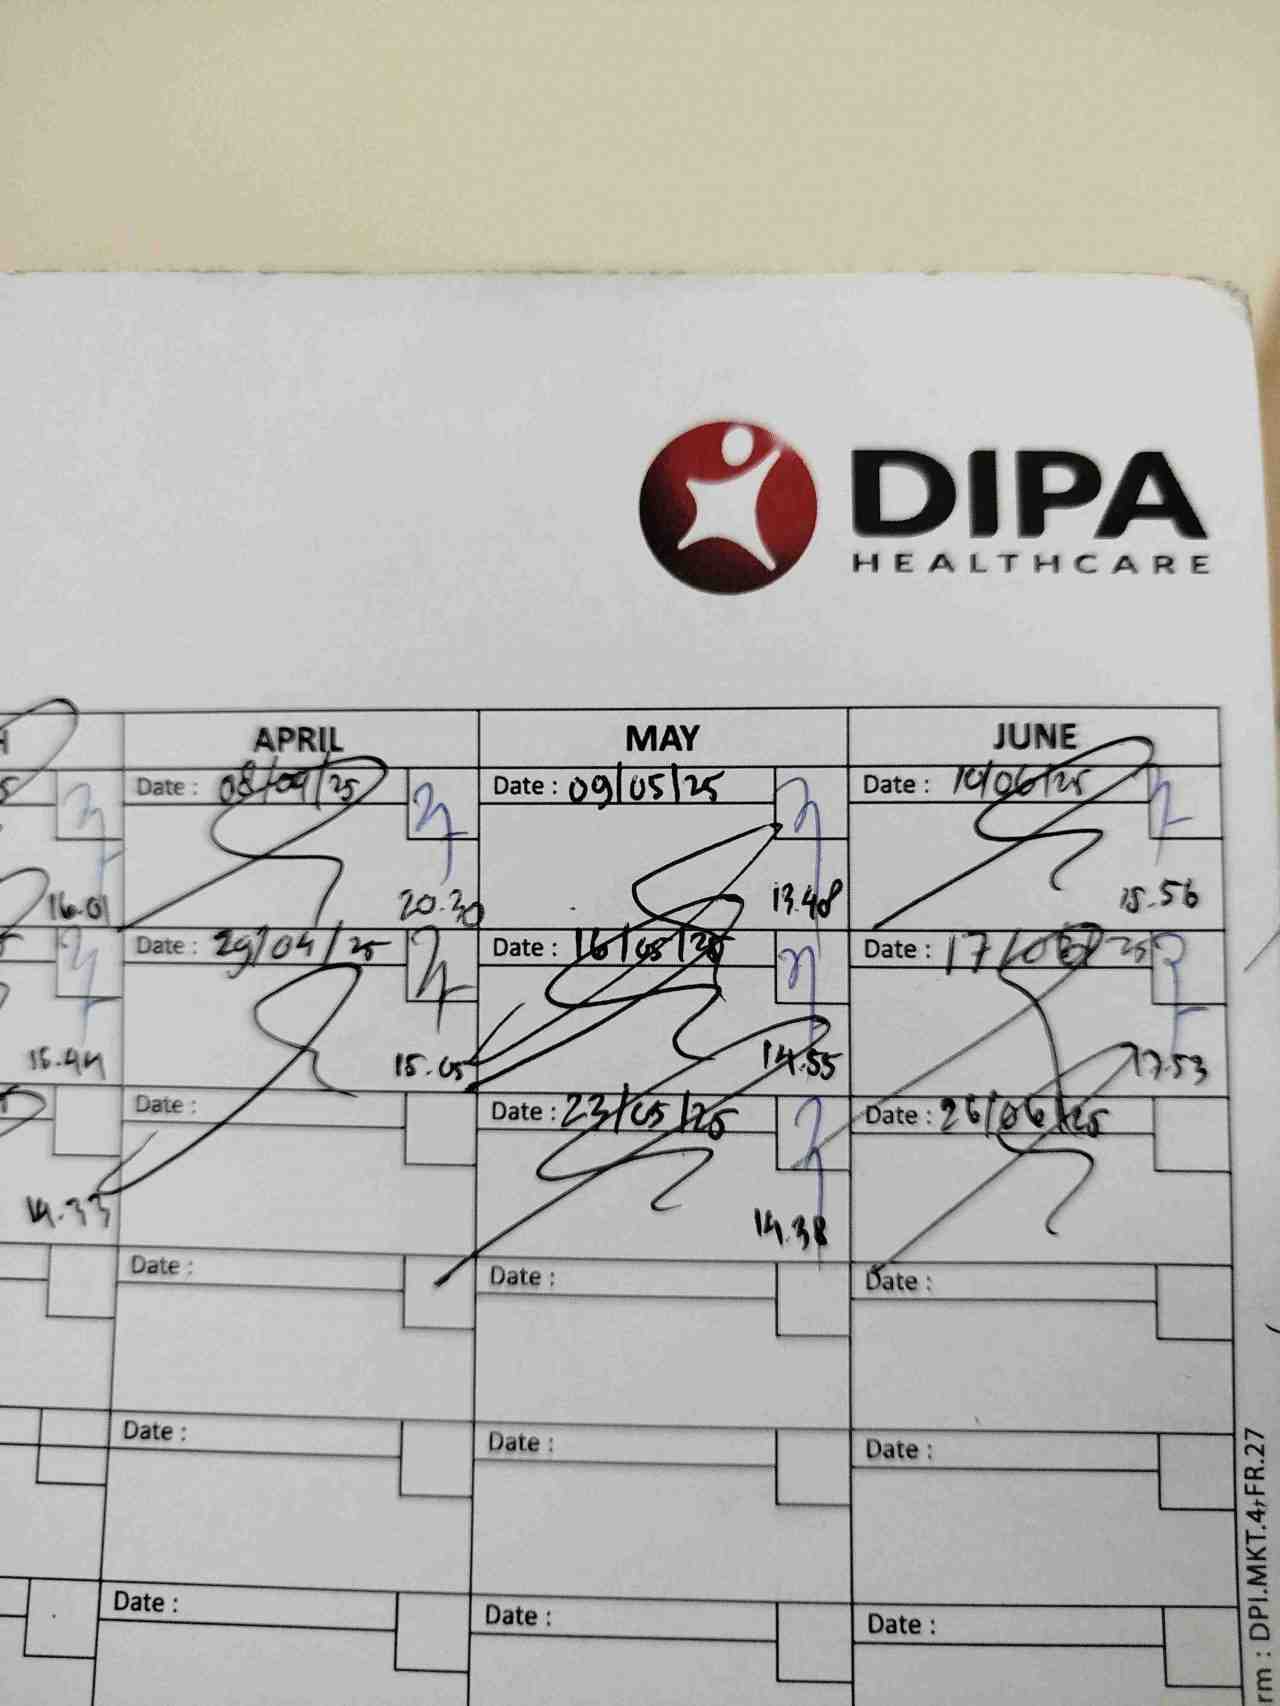 DIPA
HEALTHCARE
APRIL MAY JUNE
Date : 08/04/25 Date : 09/05/25 Date : 10/06/25
16.01 20.30 13.48 15.56
Date : 29/04/25 Date : 16/05/25 Date : 17/06/25
15.44 15.05 14.55 17.53
Date : Date : 23/05/25 Date : 26/06/25
14.33 14.38
Date : Date : Date :
Date : Date : Date :
Date : Date : Date :
rm : DPI.MKT.4,FR.27